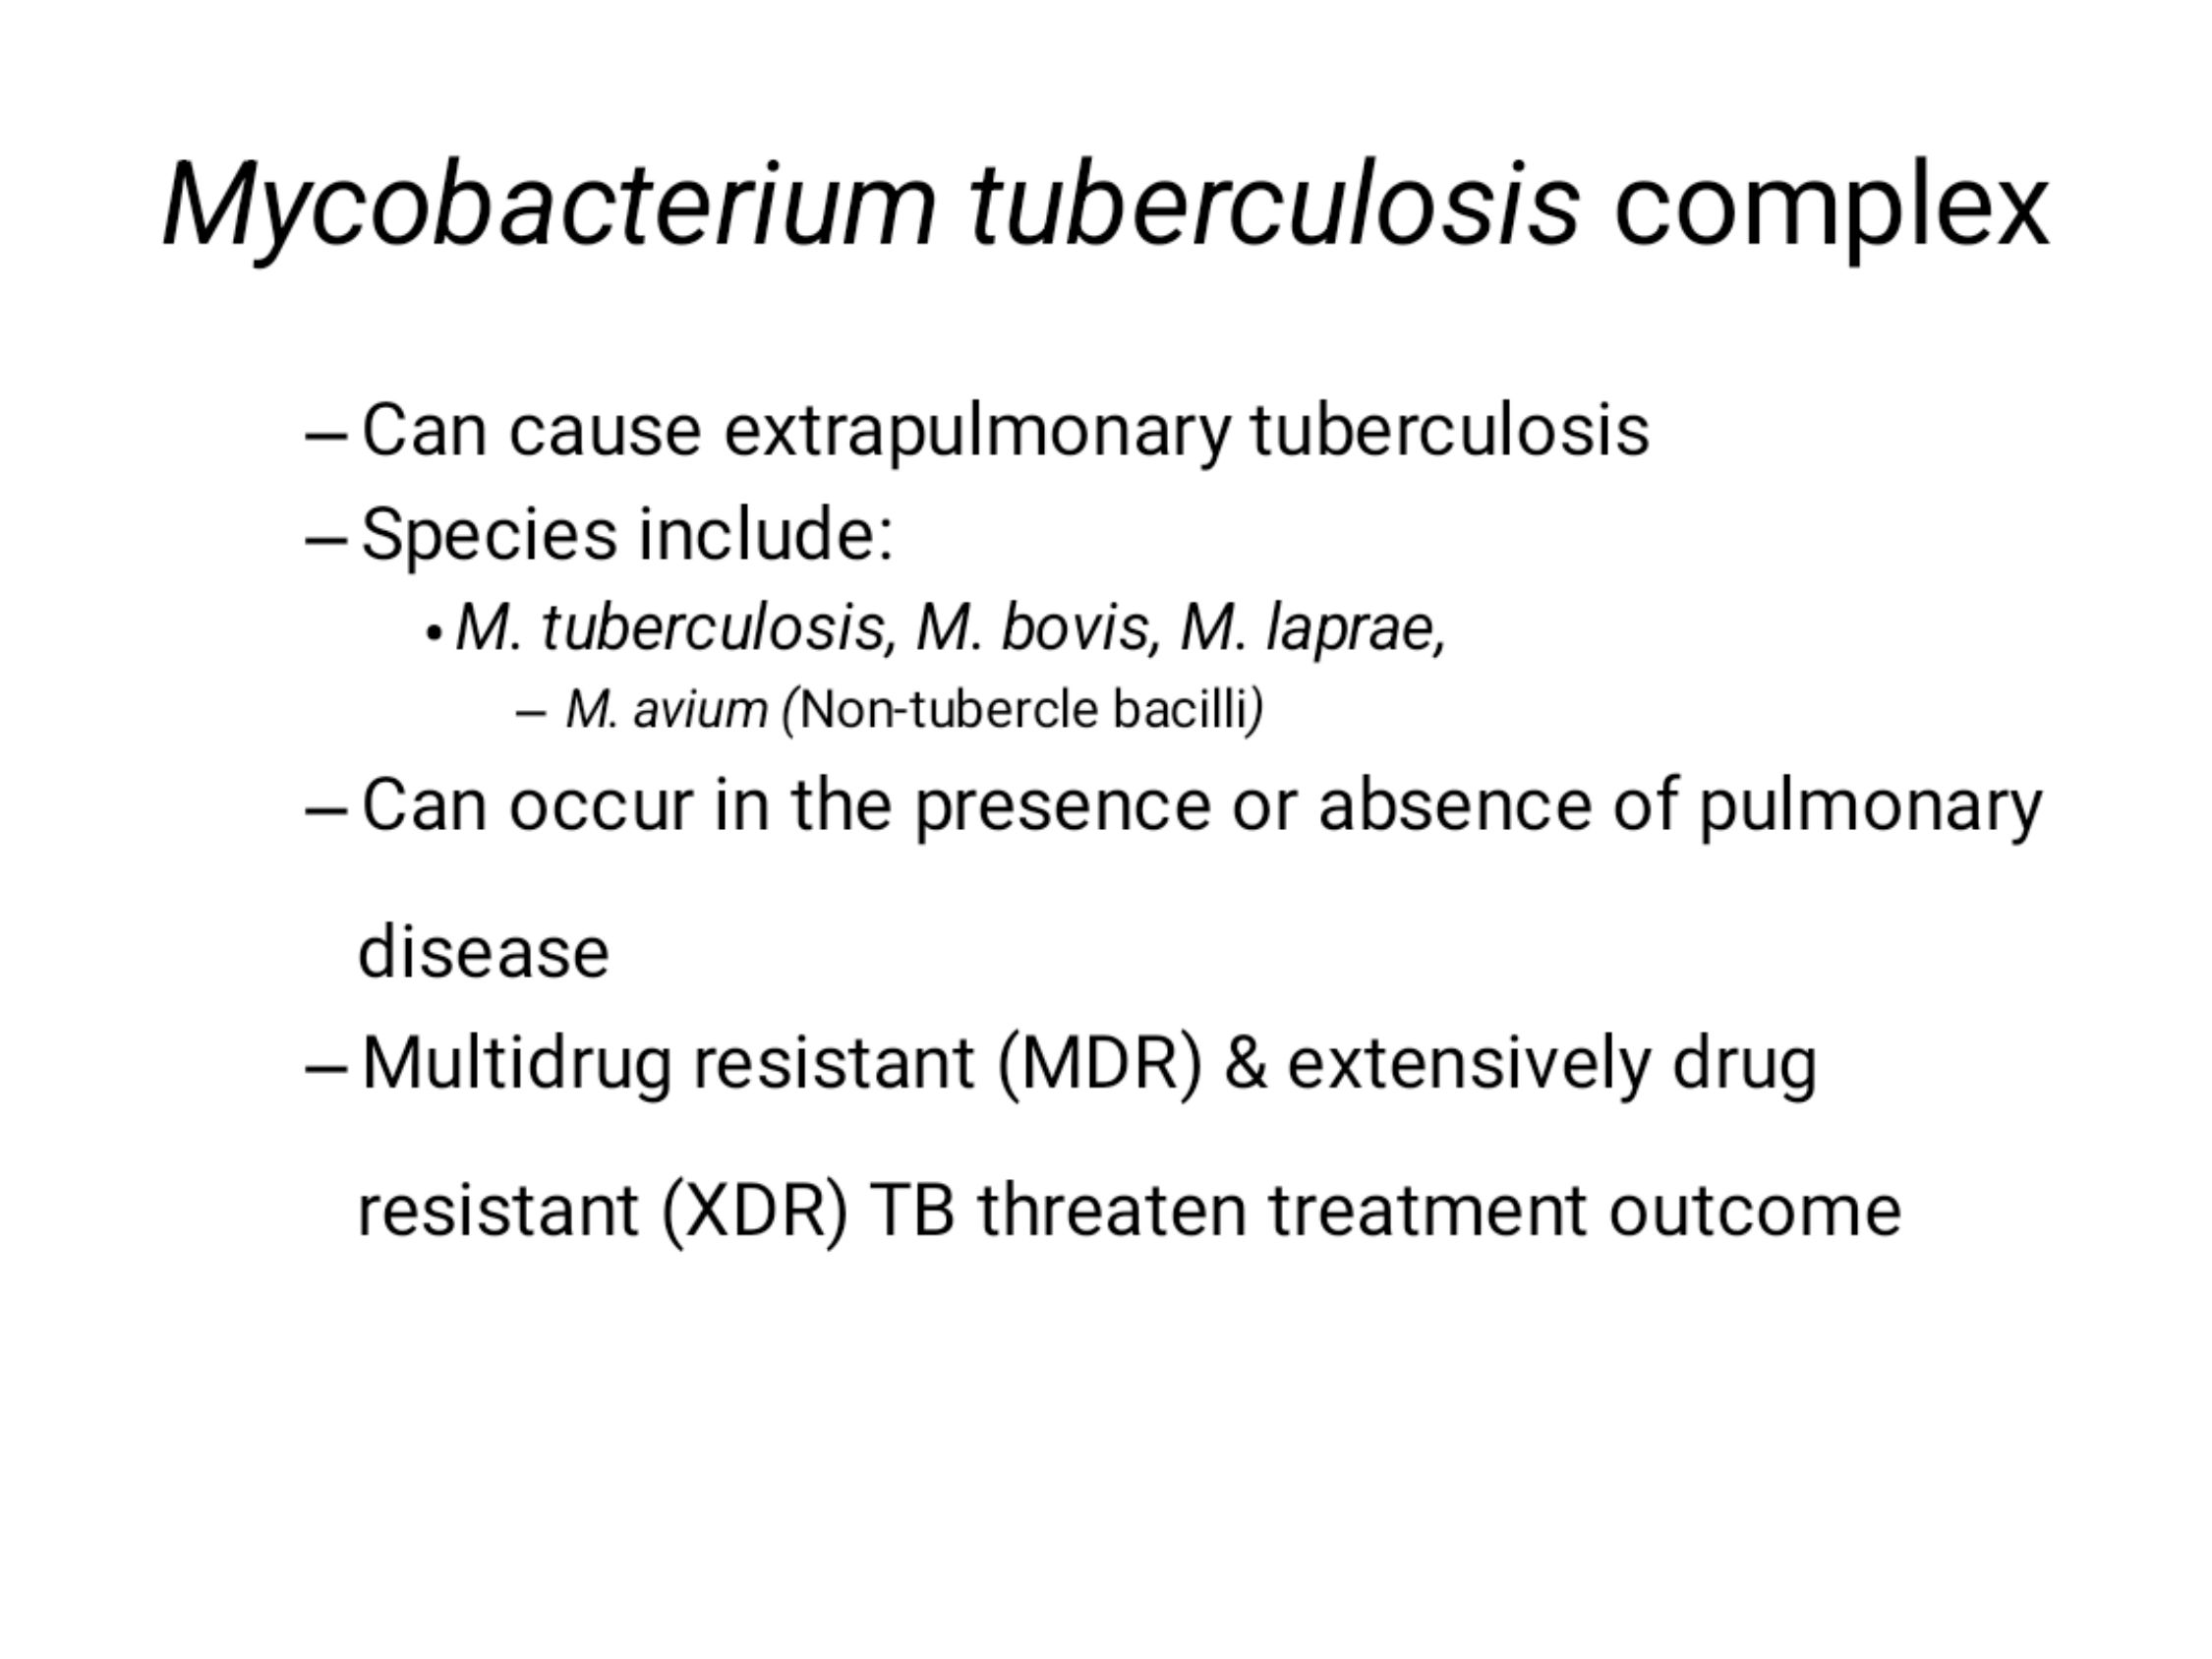 Mycobacterium tuberculosis complex
– Can cause extrapulmonary tuberculosis
– Species include:
• M. tuberculosis, M. bovis, M. laprae,
– M. avium (Non-tubercle bacilli)
– Can occur in the presence or absence of pulmonary
disease
– Multidrug resistant (MDR) & extensively drug
resistant (XDR) TB threaten treatment outcome